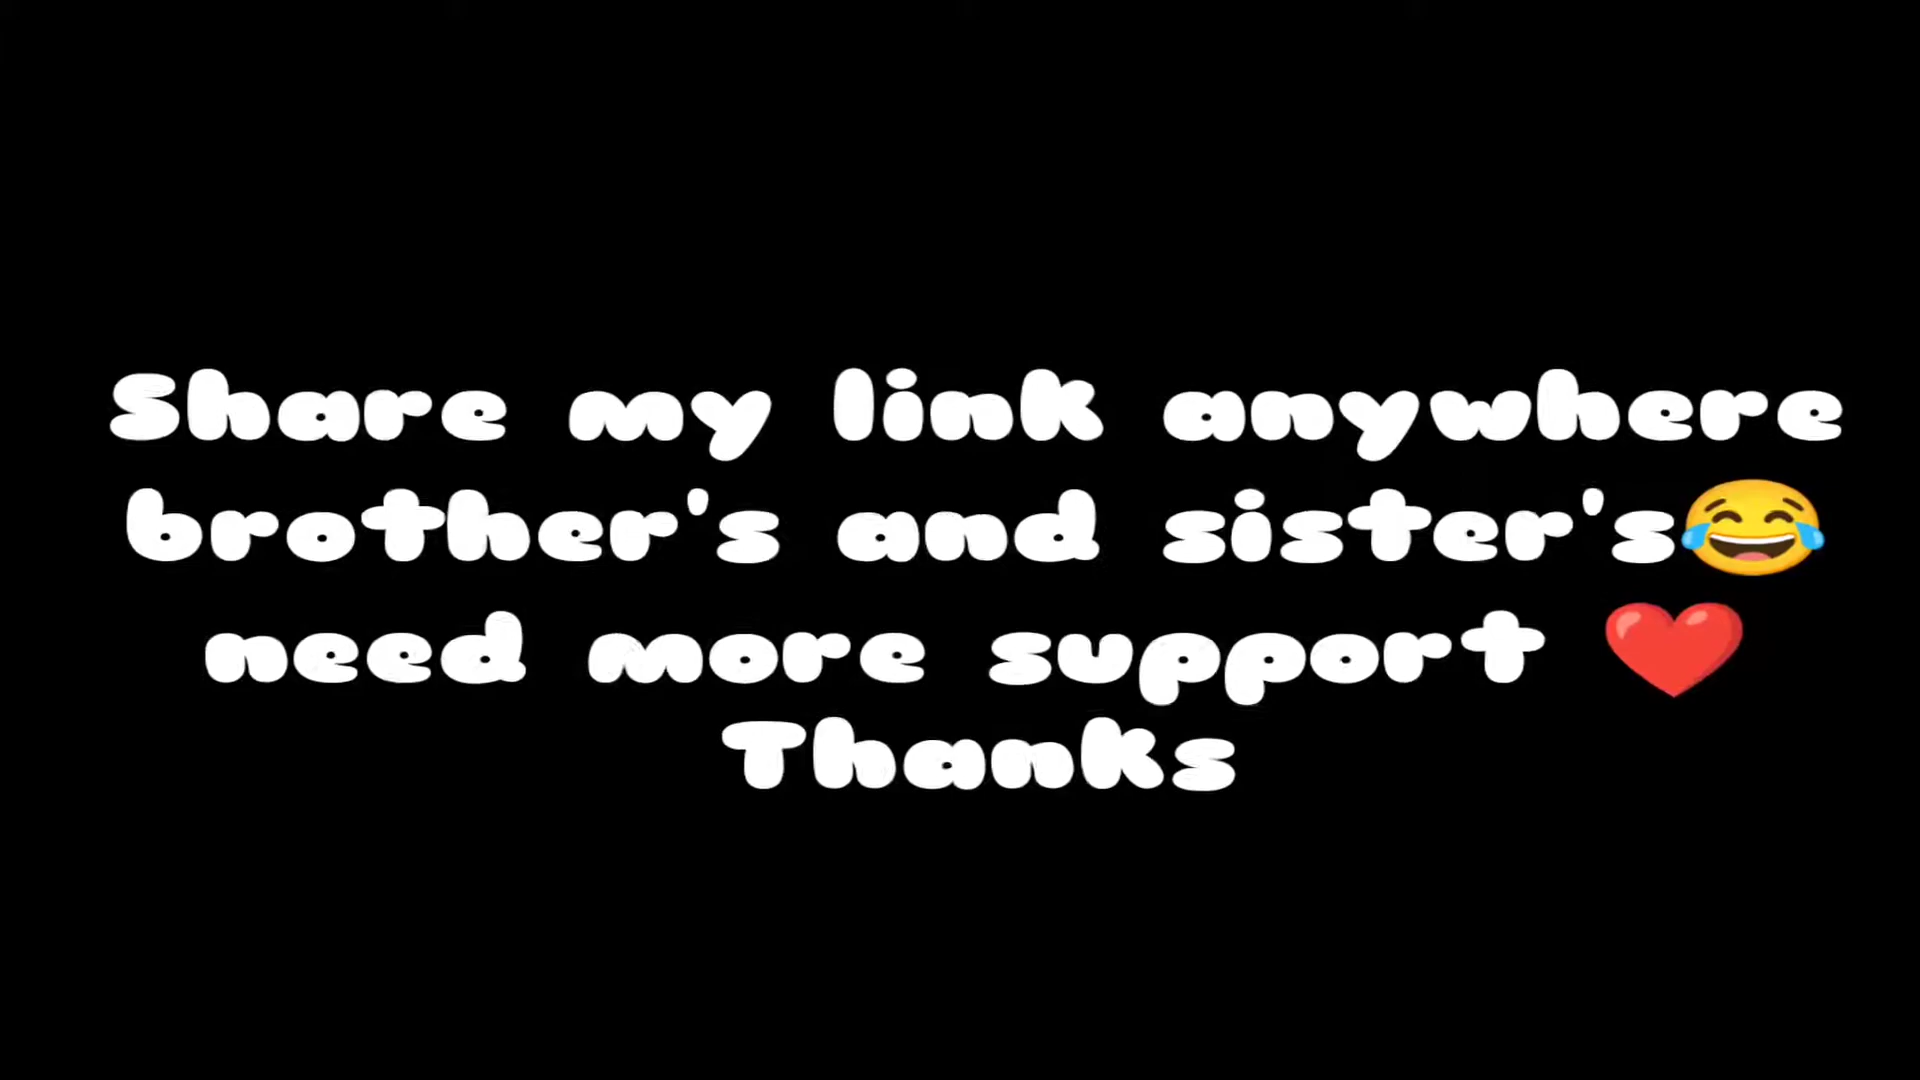 Share my link anywhere
brother's and sister's😂
need more support ❤️
Thanks